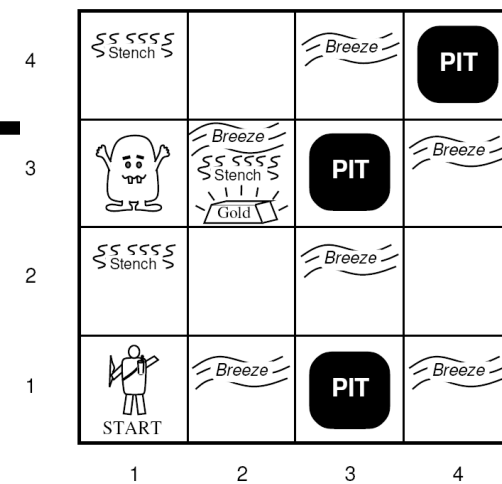 4
Stench
Breeze
PIT
3
Breeze
Stench
Gold
PIT
Breeze
2
Stench
Breeze
1
START
Breeze
PIT
Breeze
1 2 3 4